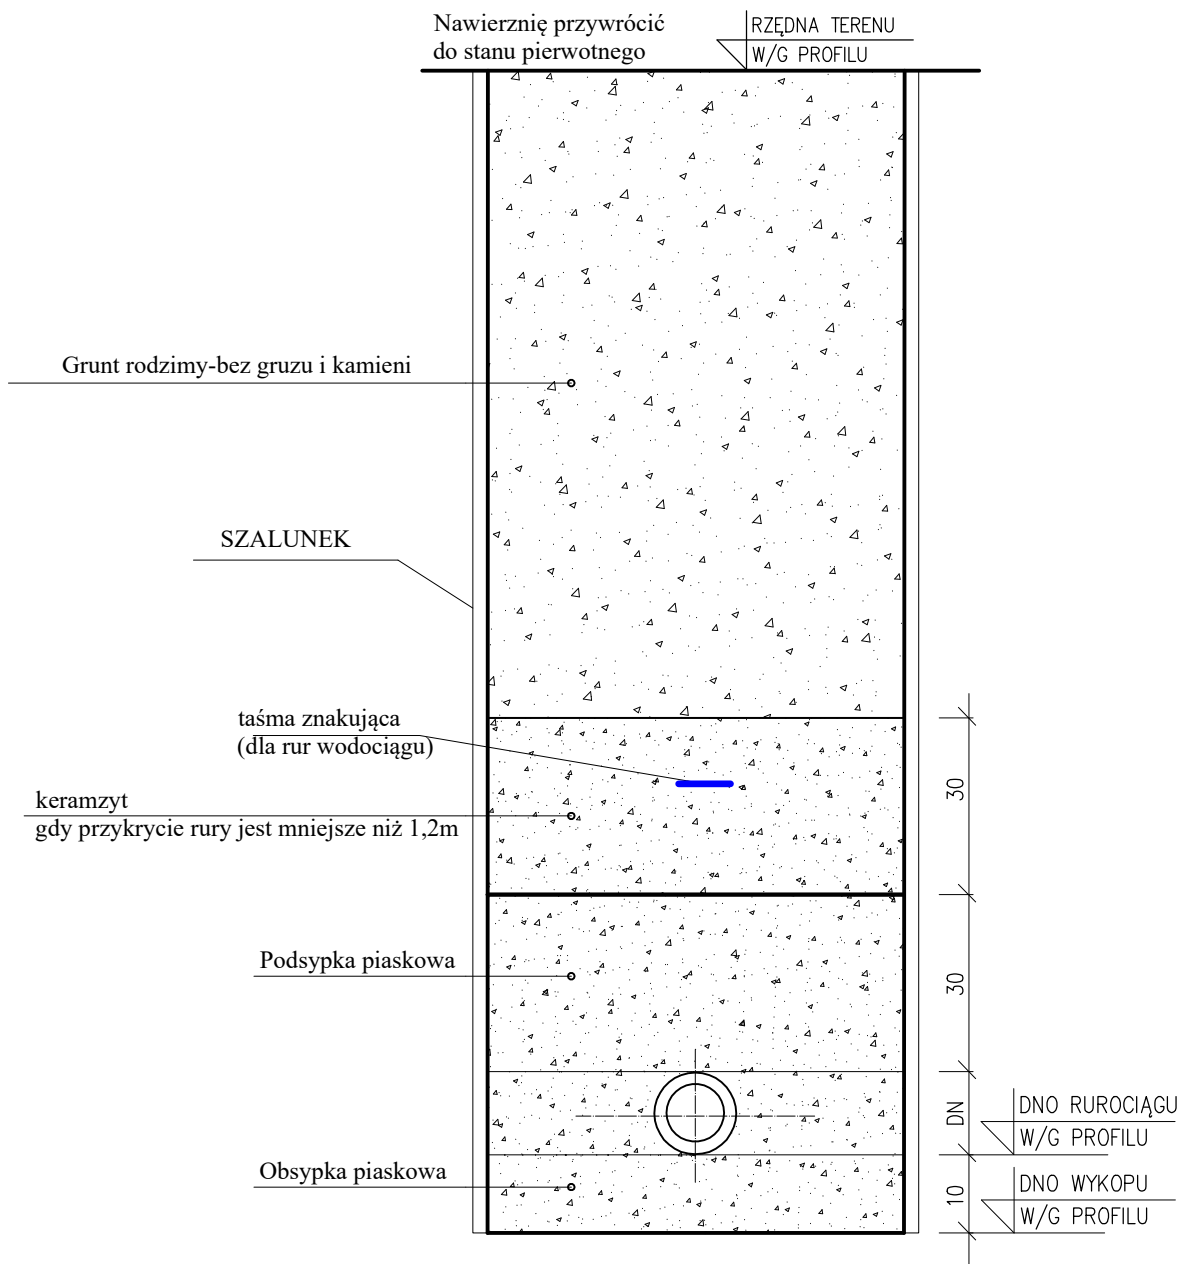 Nawierznię przywrócić
do stanu pierwotnego
RZĘDNA TERENU
W/G PROFILU
Grunt rodzimy-bez gruzu i kamieni
SZALUNEK
taśma znakująca
(dla rur wodociągu)
30
keramzyt
gdy przykrycie rury jest mniejsze niż 1,2m
Podsypka piaskowa
30
DN
DNO RUROCIĄGU
W/G PROFILU
Obsypka piaskowa
10
DNO WYKOPU
W/G PROFILU